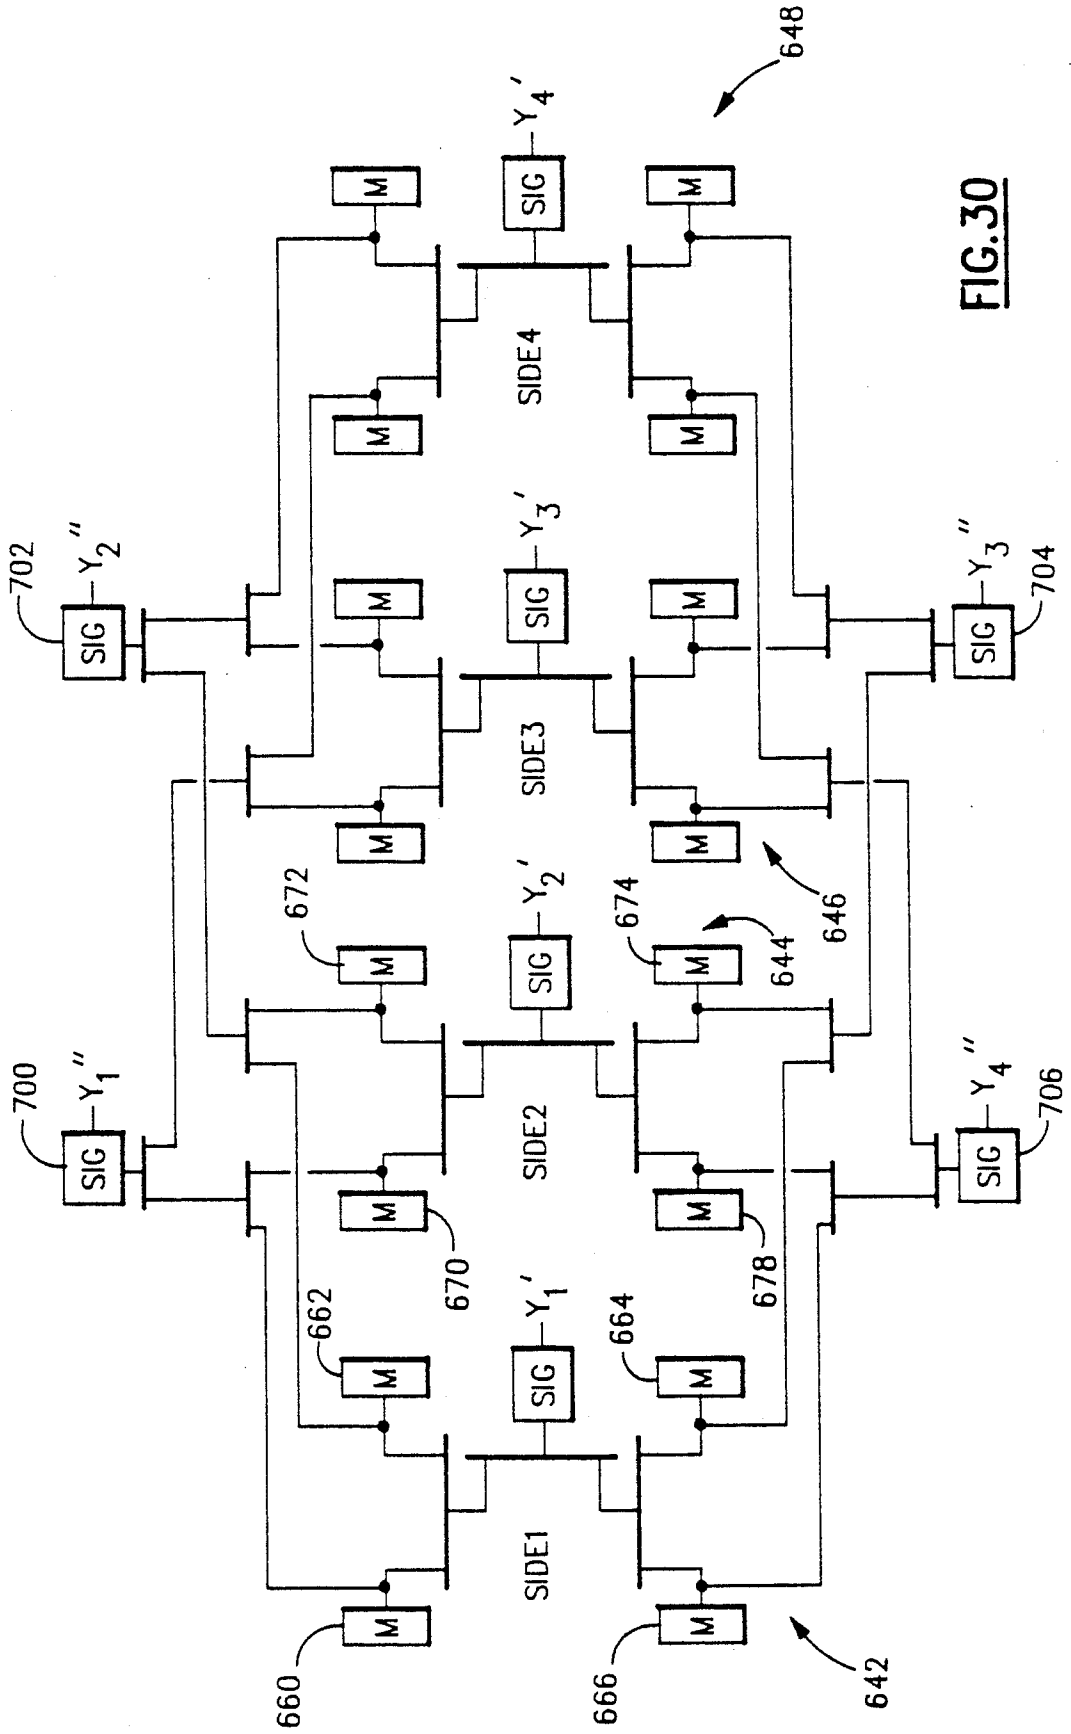 700
702
SIG
Y1''
SIG
Y2''
660
662
670
672
M
M
M
M
M
M
M
M
648
SIDE1
SIG
Y1'
SIDE2
SIG
Y2'
SIDE3
SIG
Y3'
SIDE4
SIG
Y4'
666
664
678
674
M
M
M
M
M
M
M
M
642
644
646
SIG
Y4''
SIG
Y3''
706
704
FIG.30